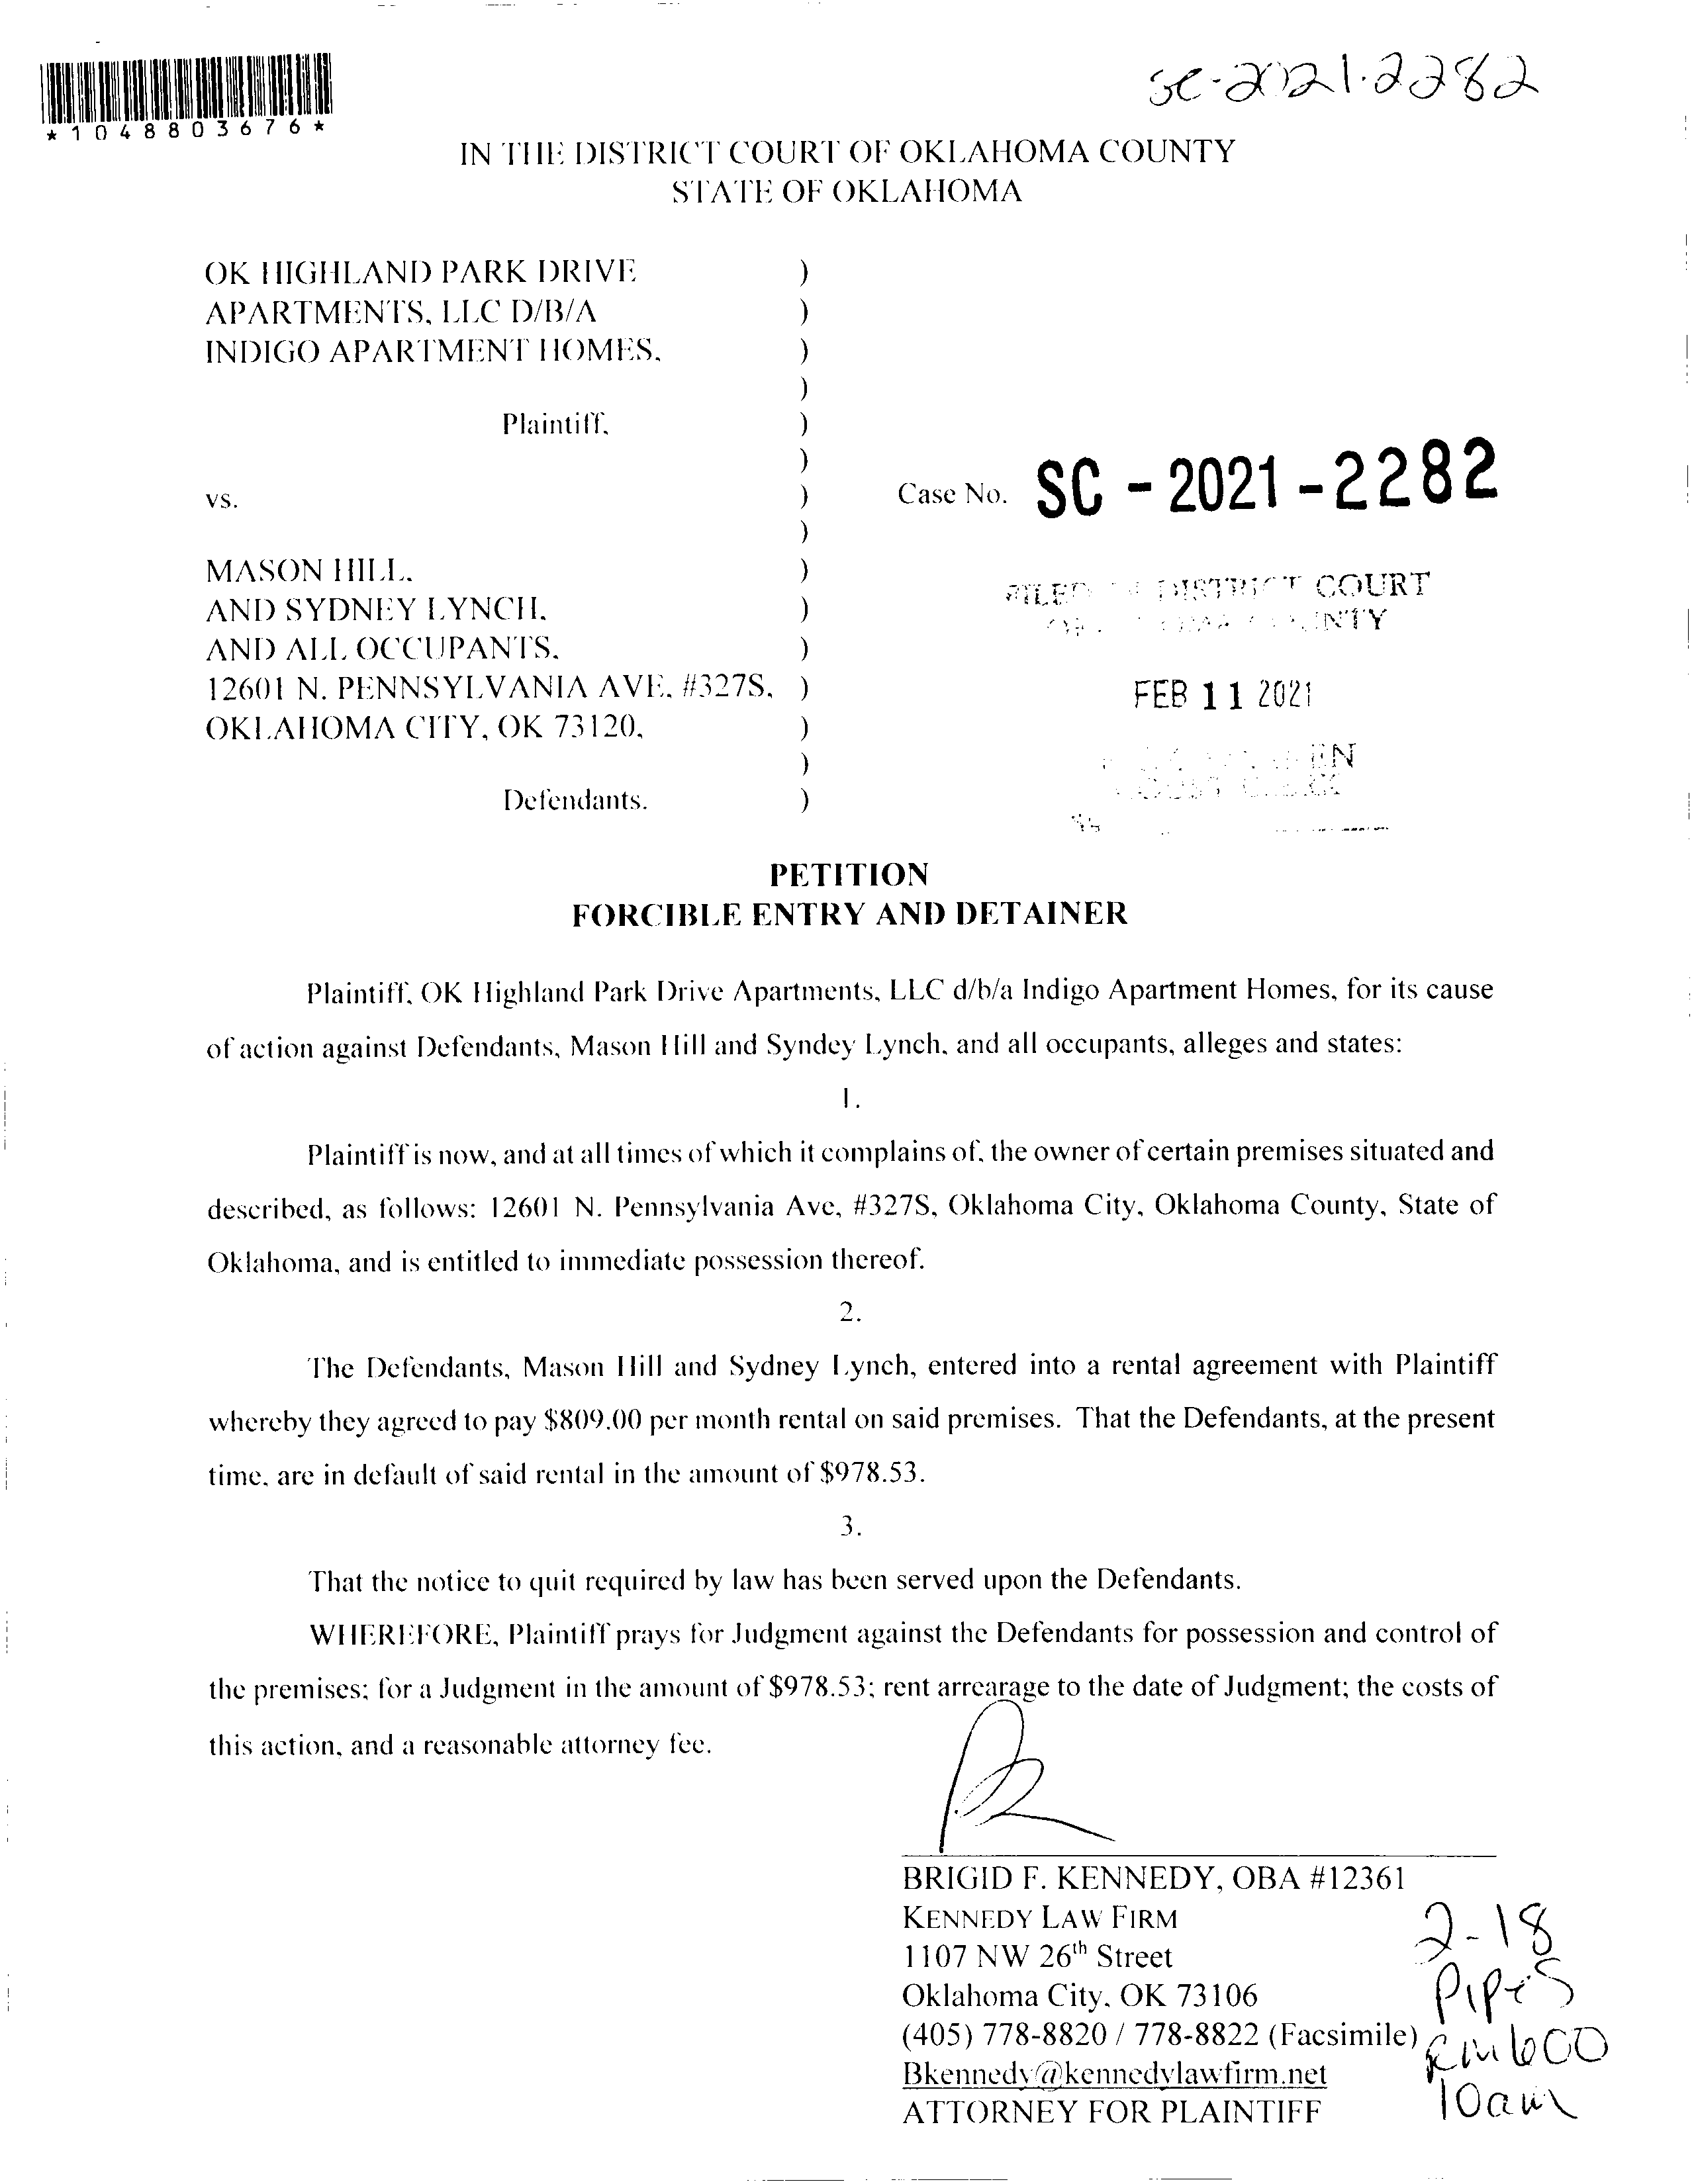 *1048803676*
SC-2021-2282
IN THE DISTRICT COURT OF OKLAHOMA COUNTY
STATE OF OKLAHOMA
OK HIGHLAND PARK DRIVE )
APARTMENTS, LLC D/B/A )
INDIGO APARTMENT HOMES, )
)
Plaintiff, )
)
vs. ) Case No. SC - 2021 - 2282
)
MASON HILL, )
AND SYDNEY LYNCH, )
AND ALL OCCUPANTS, )
12601 N. PENNSYLVANIA AVE, #327S, )
OKLAHOMA CITY, OK 73120, )
)
Defendants. )
FILED DISTRICT COURT
COUNTY
FEB 11 2021
COURT CLERK
PETITION
FORCIBLE ENTRY AND DETAINER
Plaintiff, OK Highland Park Drive Apartments, LLC d/b/a Indigo Apartment Homes, for its cause
of action against Defendants, Mason Hill and Syndey Lynch, and all occupants, alleges and states:
1.
Plaintiff is now, and at all times of which it complains of, the owner of certain premises situated and
described, as follows: 12601 N. Pennsylvania Ave, #327S, Oklahoma City, Oklahoma County, State of
Oklahoma, and is entitled to immediate possession thereof.
2.
The Defendants, Mason Hill and Sydney Lynch, entered into a rental agreement with Plaintiff
whereby they agreed to pay $809.00 per month rental on said premises. That the Defendants, at the present
time, are in default of said rental in the amount of $978.53.
3.
That the notice to quit required by law has been served upon the Defendants.
WHEREFORE, Plaintiff prays for Judgment against the Defendants for possession and control of
the premises; for a Judgment in the amount of $978.53; rent arrearage to the date of Judgment; the costs of
this action, and a reasonable attorney fee.
BRIGID F. KENNEDY, OBA #12361
KENNEDY LAW FIRM
1107 NW 26th Street
Oklahoma City, OK 73106
(405) 778-8820 / 778-8822 (Facsimile)
Bkennedy@kennedylawfirm.net
ATTORNEY FOR PLAINTIFF
2-18
Pipes
Rm 600
10am